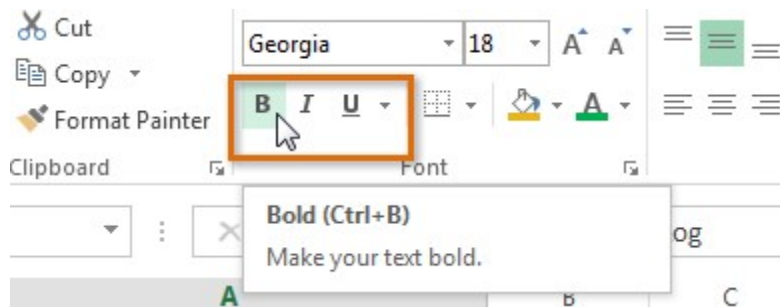 Cut
Georgia 18 A A
Copy
B I U A
Format Painter
Clipboard Font
Bold (Ctrl+B)
og
Make your text bold.
A B C